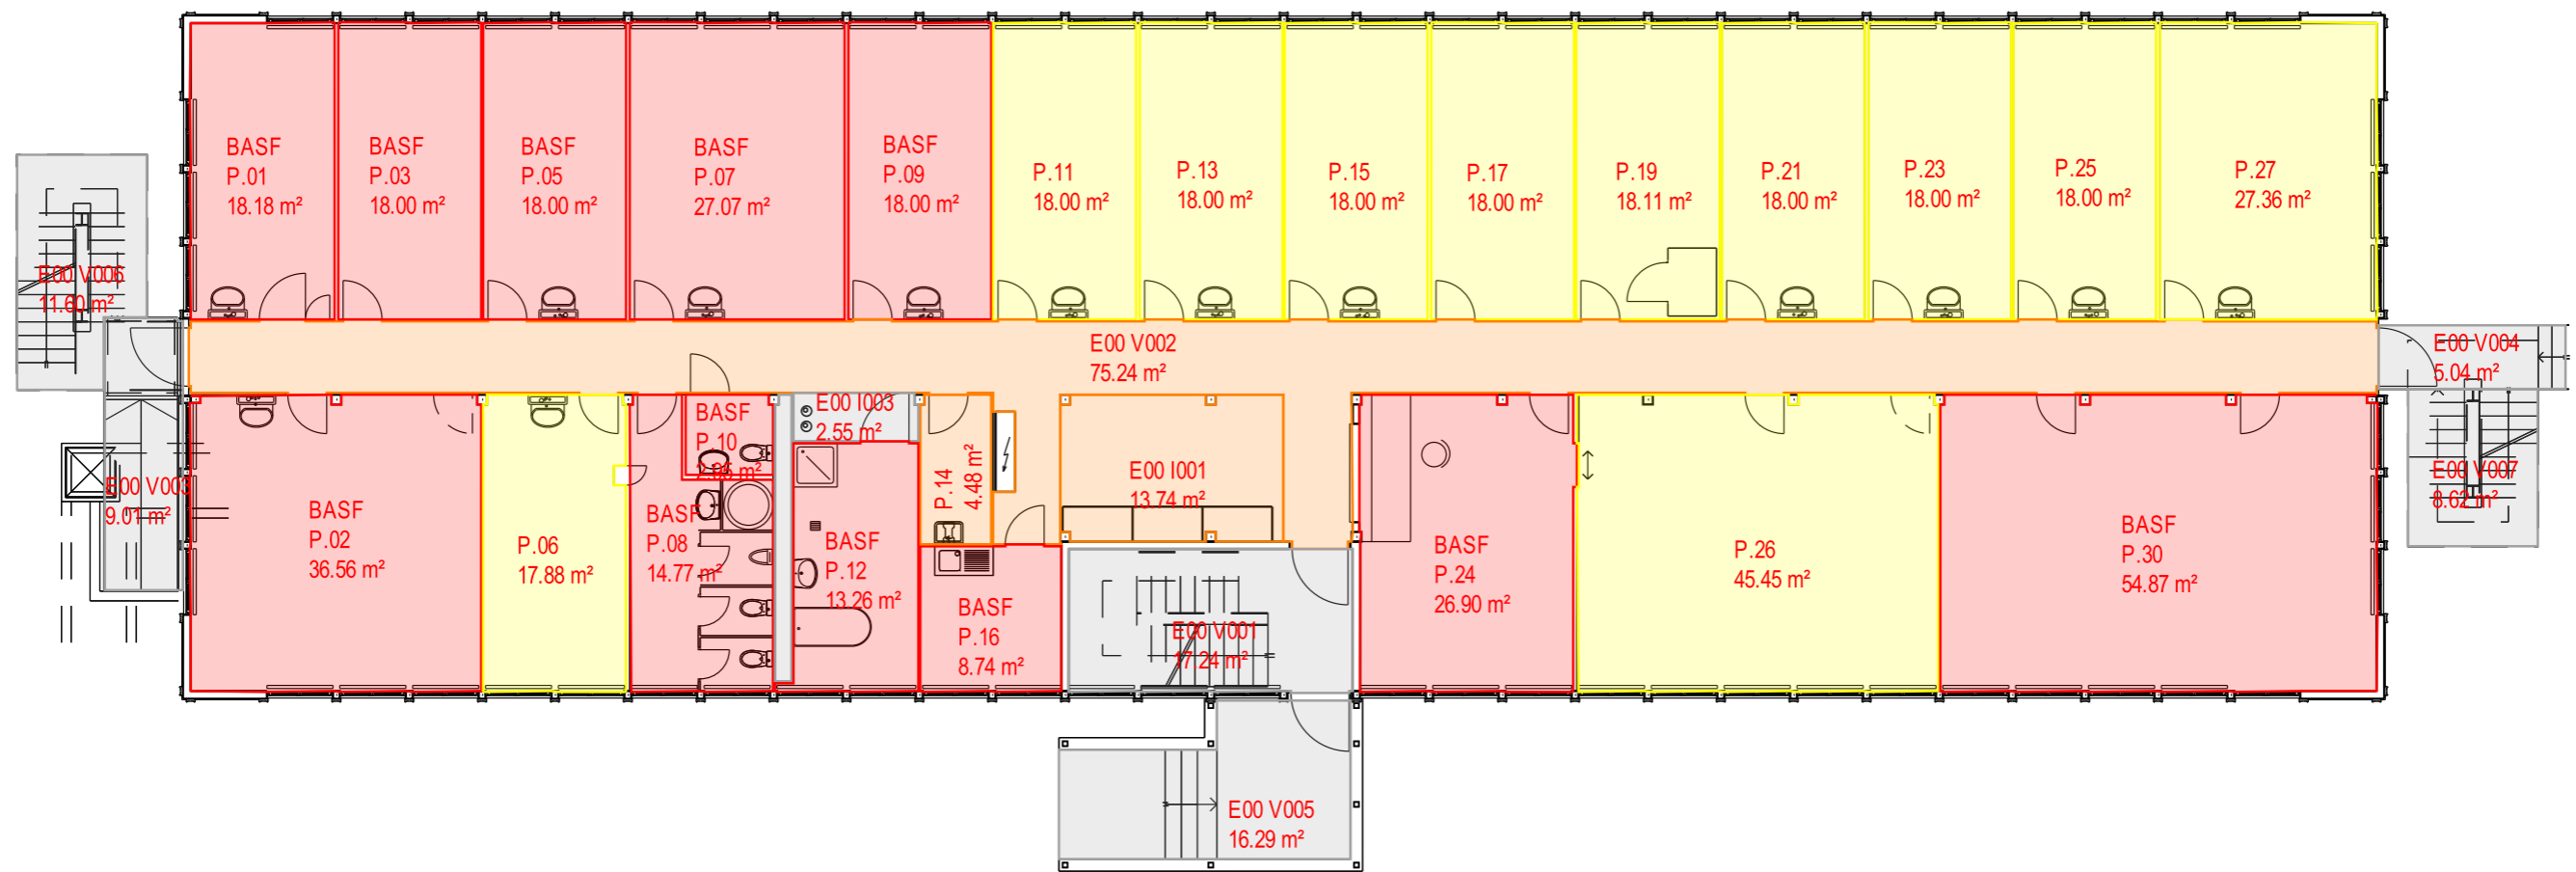 BASF
P.01
18.18 m²
BASF
P.03
18.00 m²
BASF
P.05
18.00 m²
BASF
P.07
27.07 m²
BASF
P.09
18.00 m²
P.11
18.00 m²
P.13
18.00 m²
P.15
18.00 m²
P.17
18.00 m²
P.19
18.11 m²
P.21
18.00 m²
P.23
18.00 m²
P.25
18.00 m²
P.27
27.36 m²
E00 V006
11.60 m²
E00 V002
75.24 m²
E00 V004
5.04 m²
BASF
P.10
2.05 m²
E00 I003
2.55 m²
P.14
4.48 m²
E00 I001
13.74 m²
E00 V003
9.01 m²
E00 V007
8.62 m²
BASF
P.02
36.56 m²
P.06
17.88 m²
BASF
P.08
14.77 m²
BASF
P.12
13.26 m²
BASF
P.16
8.74 m²
E00 V001
17.24 m²
BASF
P.24
26.90 m²
P.26
45.45 m²
BASF
P.30
54.87 m²
E00 V005
16.29 m²